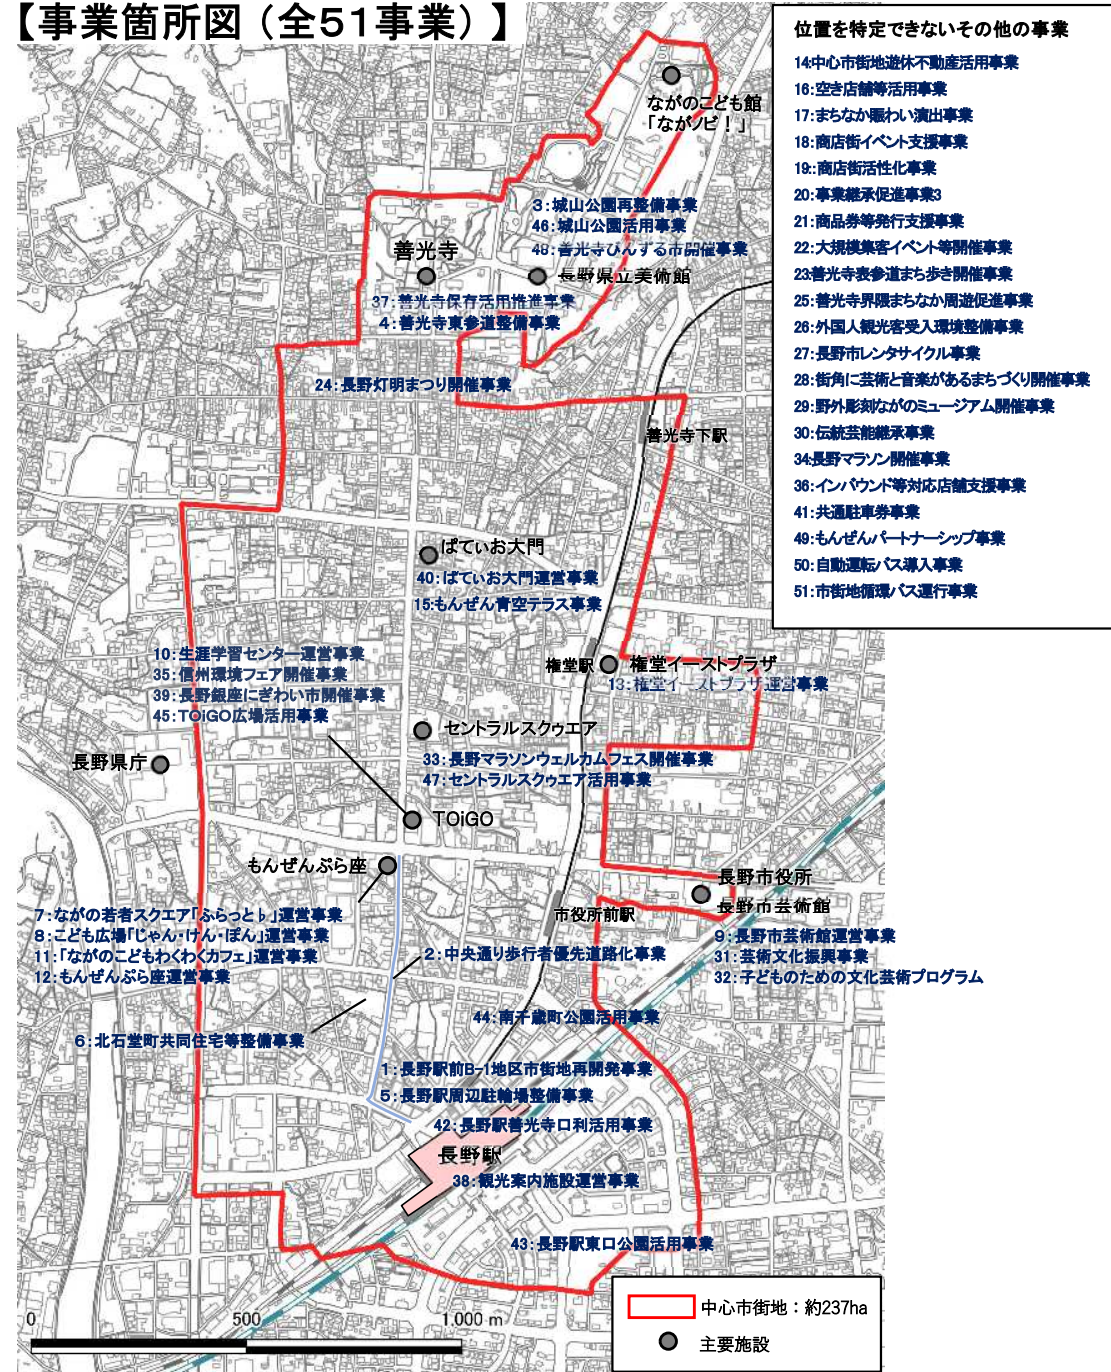 【事業箇所図（全５１事業）】
位置を特定できないその他の事業
14:中心市街地遊休不動産活用事業
16:空き店舗等活用事業
17:まちなか賑わい演出事業
18:商店街イベント支援事業
19:商店街活性化事業
20:事業継承促進事業3
21:商品券等発行支援事業
22:大規模集客イベント等開催事業
23:善光寺表参道まち歩き開催事業
25:善光寺界隈まちなか周遊促進事業
26:外国人観光客受入環境整備事業
27:長野市レンタサイクル事業
28:街角に芸術と音楽があるまちづくり開催事業
29:野外彫刻ながのミュージアム開催事業
30:伝統芸能継承事業
34:長野マラソン開催事業
36:インバウンド等対応店舗支援事業
41:共通駐車券事業
49:もんぜんパートナーシップ事業
50:自動運転バス導入事業
51:市街地循環バス運行事業
ながのこども館
「ながノビ！」
3:城山公園再整備事業
46:城山公園活用事業
48:善光寺びんずる市開催事業
善光寺
長野県立美術館
37:善光寺保存活用推進事業
4:善光寺東参道整備事業
24:長野灯明まつり開催事業
善光寺下駅
ぱてぃお大門
40:ぱてぃお大門運営事業
15:もんぜん青空テラス事業
10:生涯学習センター運営事業
35:信州環境フェア開催事業
39:長野銀座にぎわい市開催事業
45:TOiGO広場活用事業
権堂駅
権堂イーストプラザ
13:権堂イーストプラザ運営事業
セントラルスクゥエア
33:長野マラソンウェルカムフェス開催事業
47:セントラルスクゥエア活用事業
長野県庁
TOiGO
もんぜんぷら座
長野市役所
長野市芸術館
市役所前駅
7:ながの若者スクエア「ふらっとb」運営事業
8:こども広場「じゃん・けん・ぽん」運営事業
11:「ながのこどもわくわくカフェ」運営事業
12:もんぜんぷら座運営事業
9:長野市芸術館運営事業
31:芸術文化振興事業
32:子どものための文化芸術プログラム
2:中央通り歩行者優先道路化事業
44:南千歳町公園活用事業
6:北石堂町共同住宅等整備事業
1:長野駅前B-1地区市街地再開発事業
5:長野駅周辺駐輪場整備事業
42:長野駅善光寺口利活用事業
長野駅
38:観光案内施設運営事業
43:長野駅東口公園活用事業
0 500 1,000 m
中心市街地：約237ha
主要施設